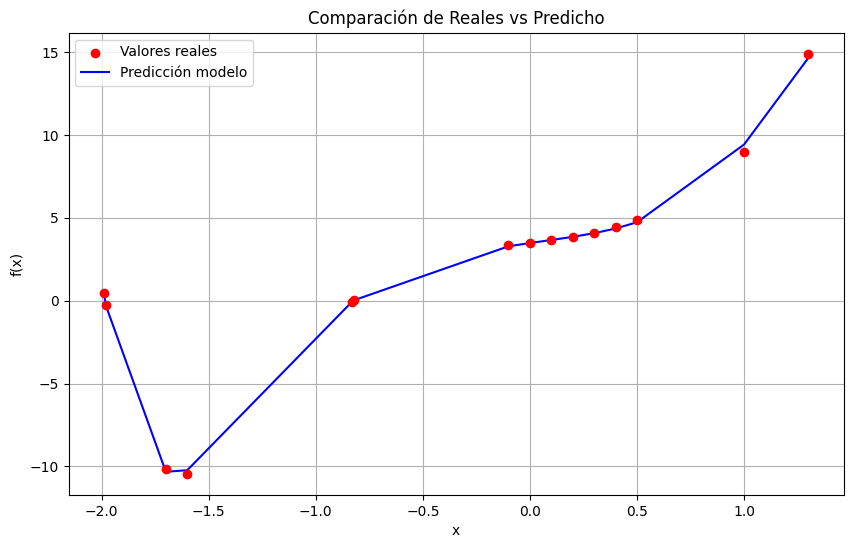 Comparación de Reales vs Predicho
Valores reales
Predicción modelo
15
10
5
0
−5
−10
f(x)
−2.0 −1.5 −1.0 −0.5 0.0 0.5 1.0
x